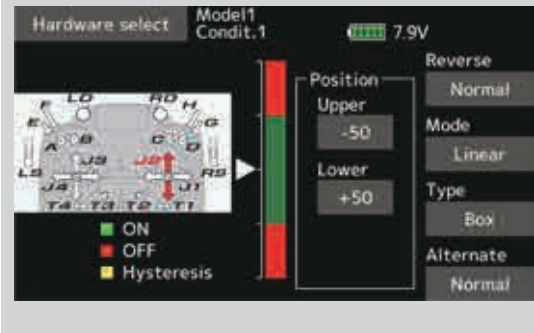 Hardware select
Model1
Condit.1
7.9V
Position
Upper
-50
Lower
+50
Reverse
Normal
Mode
Linear
Type
Box
Alternate
Normal
LD RD
F H
E G
A B C D
J3 J2
LS RS
J4 J1
T4 T3 T2 T1
ON
OFF
Hysteresis